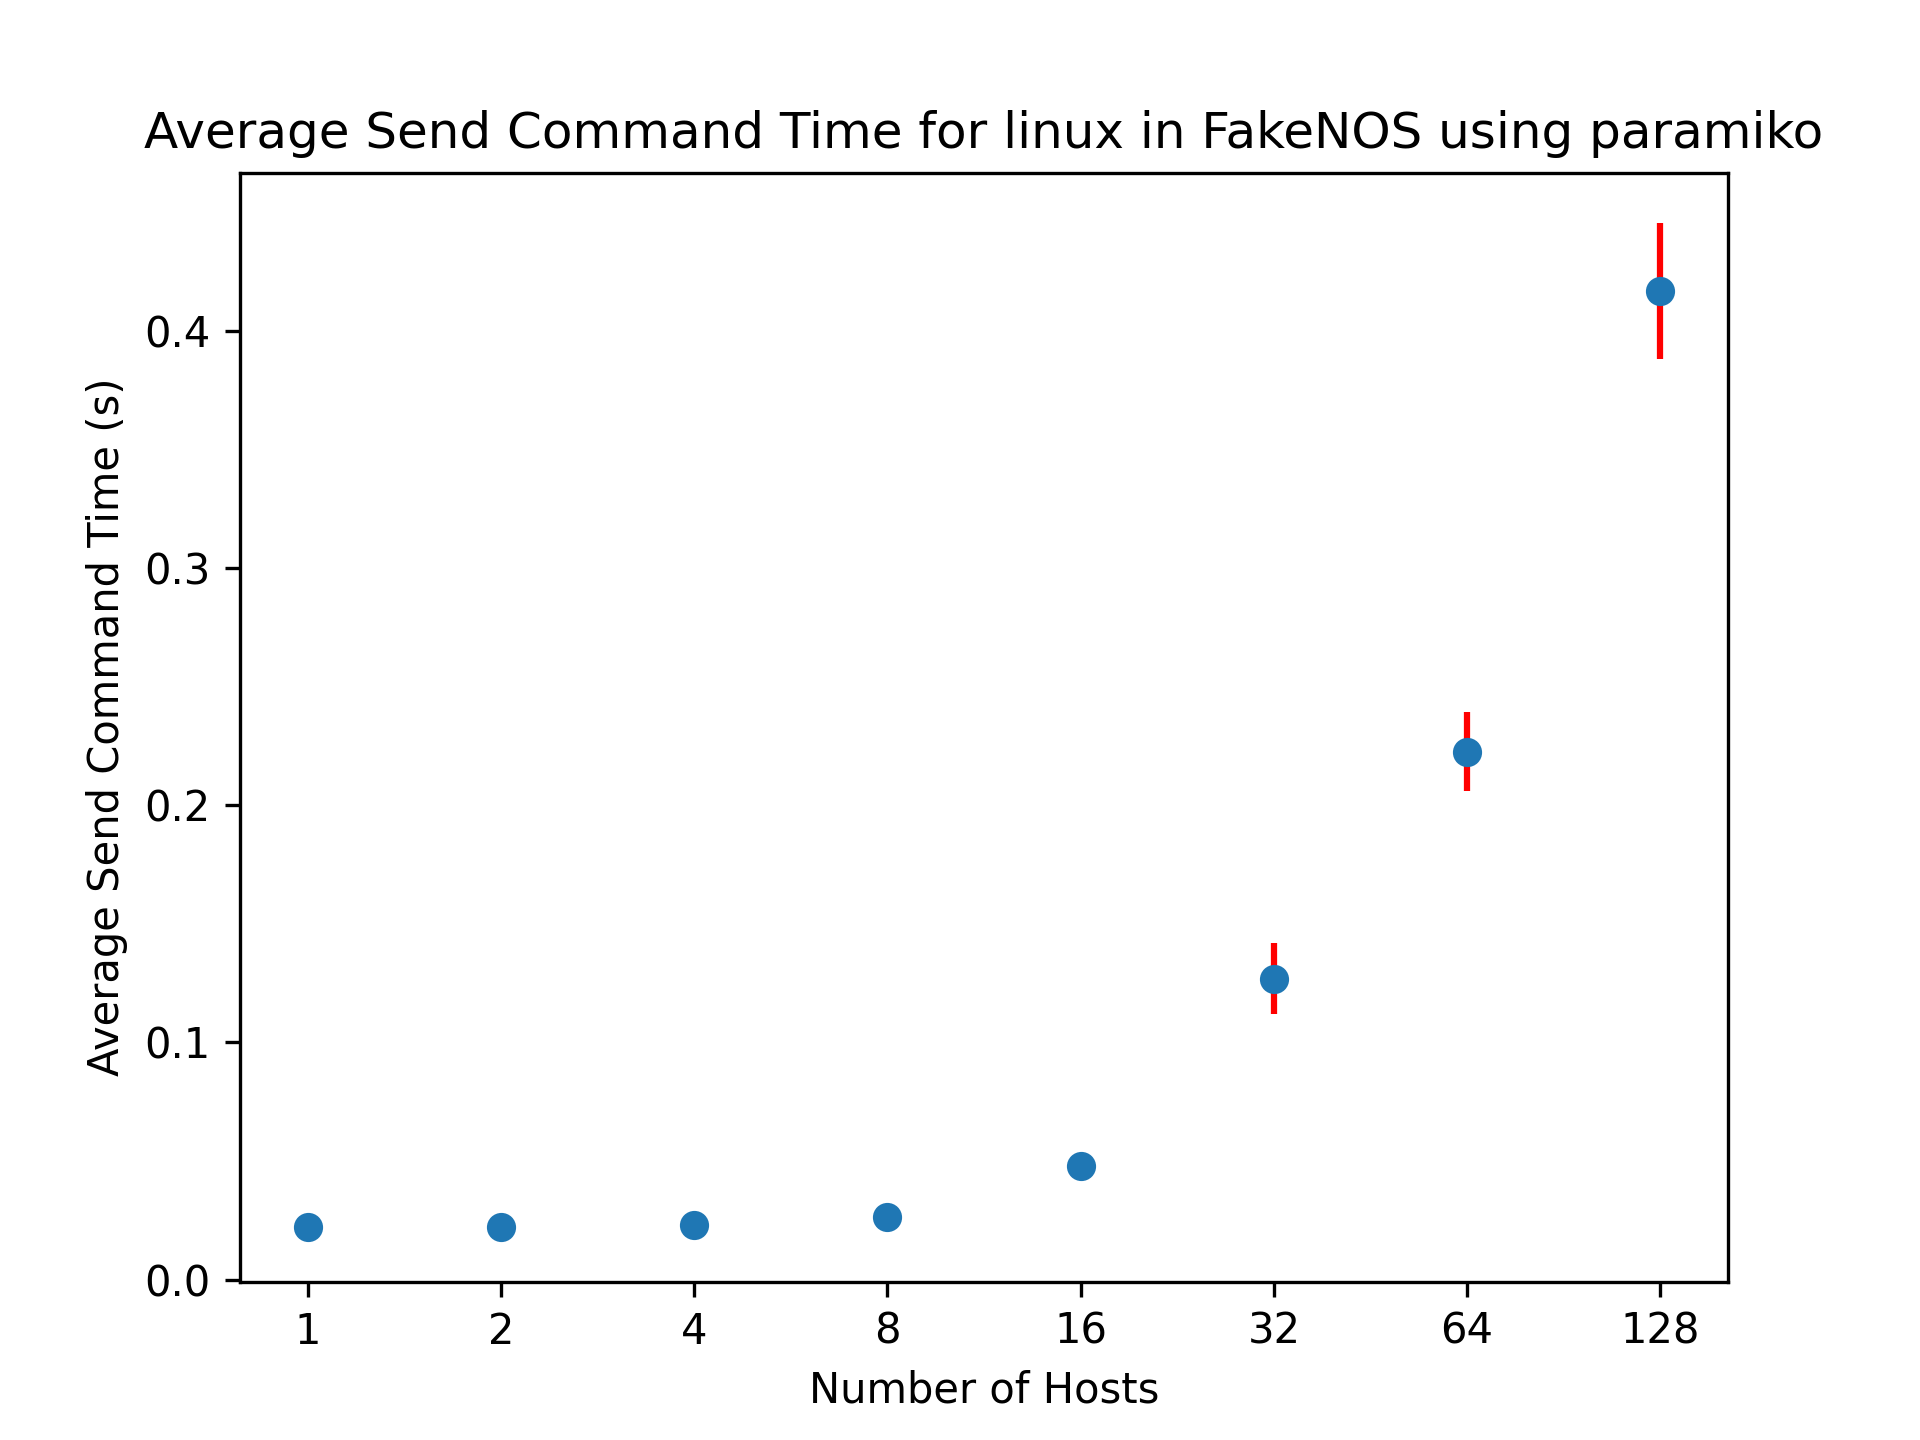 Average Send Command Time for linux in FakeNOS using paramiko
Average Send Command Time (s)
0.4
0.3
0.2
0.1
0.0
1 2 4 8 16 32 64 128
Number of Hosts